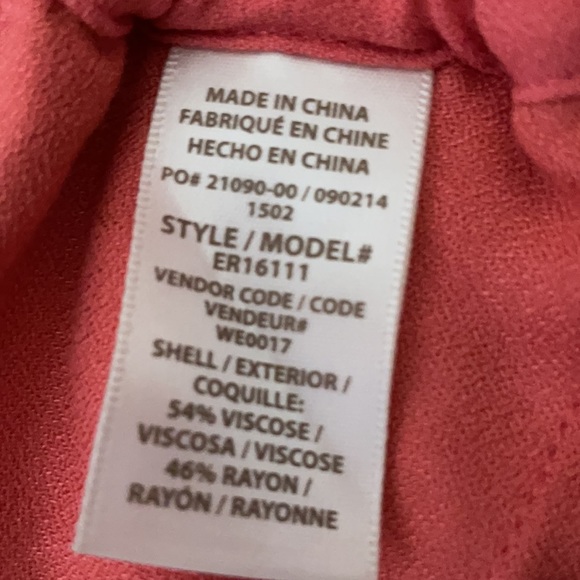 MADE IN CHINA
FABRIQUÉ EN CHINE
HECHO EN CHINA
PO# 21090-00 / 090214
1502
STYLE / MODEL#
ER16111
VENDOR CODE / CODE
VENDEUR#
WE0017
SHELL / EXTERIOR /
COQUILLE:
54% VISCOSE /
VISCOSA / VISCOSE
46% RAYON /
RAYÓN / RAYONNE